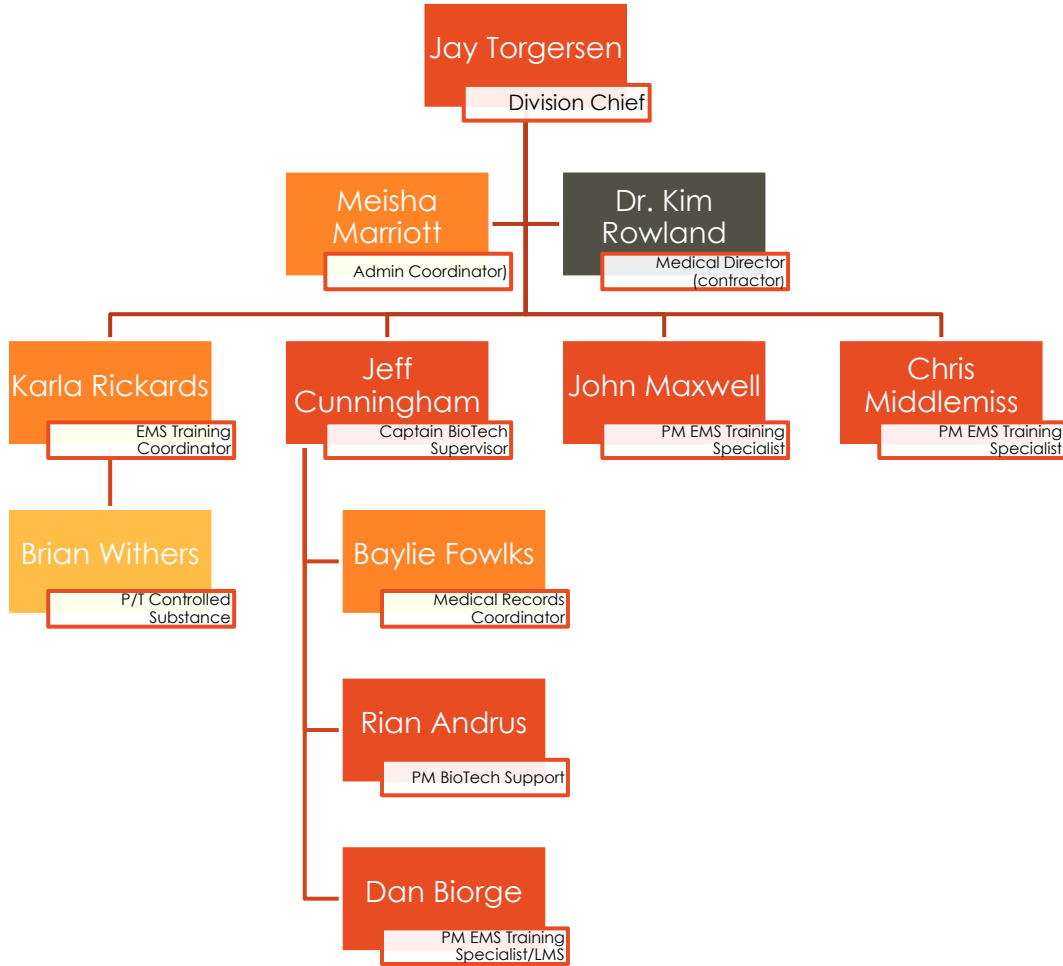 Jay Torgersen
Division Chief
Meisha
Marriott
Admin Coordinator)
Dr. Kim
Rowland
Medical Director
(contractor)
Karla Rickards
EMS Training
Coordinator
Jeff
Cunningham
Captain BioTech
Supervisor
John Maxwell
PM EMS Training
Specialist
Chris
Middlemiss
PM EMS Training
Specialist
Brian Withers
P/T Controlled
Substance
Baylie Fowlks
Medical Records
Coordinator
Rian Andrus
PM BioTech Support
Dan Biorge
PM EMS Training
Specialist/LMS